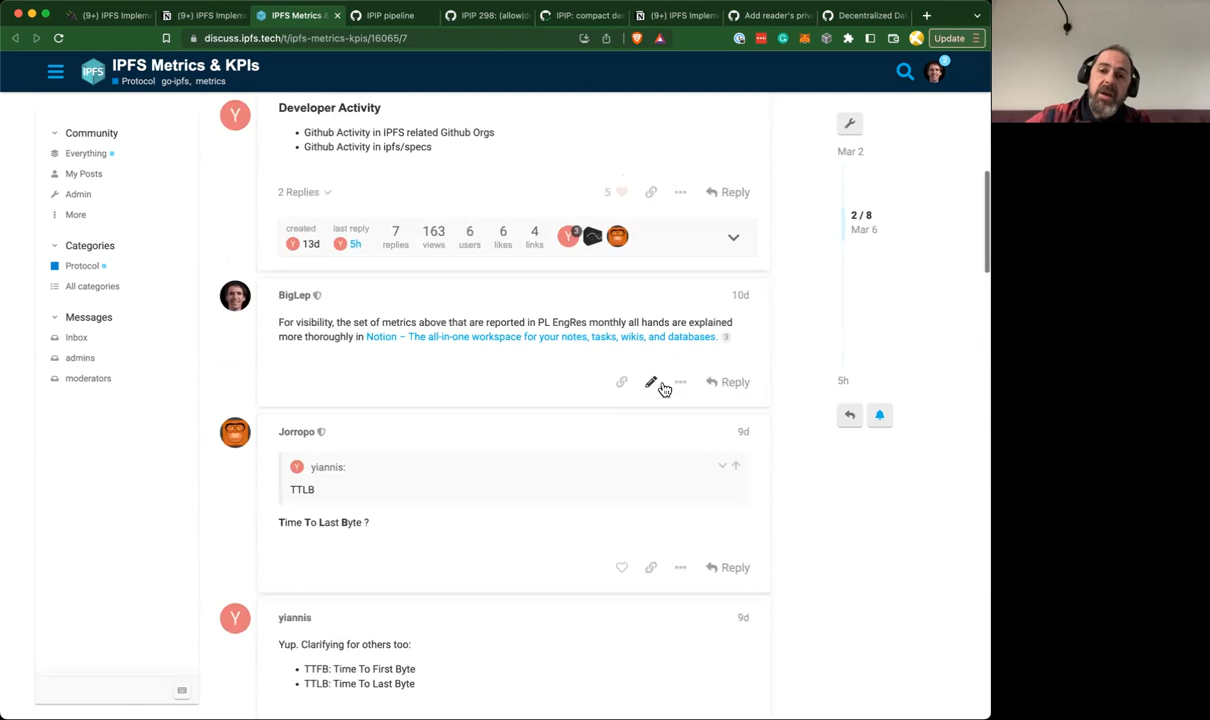 (9+) IPFS Impleme
(9+) IPFS Implem
IPFS Metrics &
IPIP pipeline
IPIP 298: (allow|de
IPIP: compact der
(9+) IPFS Implem
Add reader's priva
Decentralized Da
discuss.ipfs.tech/t/ipfs-metrics-kpis/16065/7
Update
IPFS
IPFS Metrics & KPIs
Protocol go-ipfs, metrics
2
Community
Everything
My Posts
Admin
More
Categories
Protocol
All categories
Messages
Inbox
admins
moderators
Y
Developer Activity
Github Activity in IPFS related Github Orgs
Github Activity in ipfs/specs
2 Replies
5
Reply
created
last reply
7
163
6
6
4
Y 13d
Y 5h
replies
views
users
likes
links
Y 3
BigLep
10d
For visibility, the set of metrics above that are reported in PL EngRes monthly all hands are explained
more thoroughly in Notion – The all-in-one workspace for your notes, tasks, wikis, and databases. 3
Reply
Jorropo
9d
Y yiannis:
TTLB
Time To Last Byte ?
Reply
Y
yiannis
9d
Yup. Clarifying for others too:
TTFB: Time To First Byte
TTLB: Time To Last Byte
Mar 2
2 / 8
Mar 6
5h